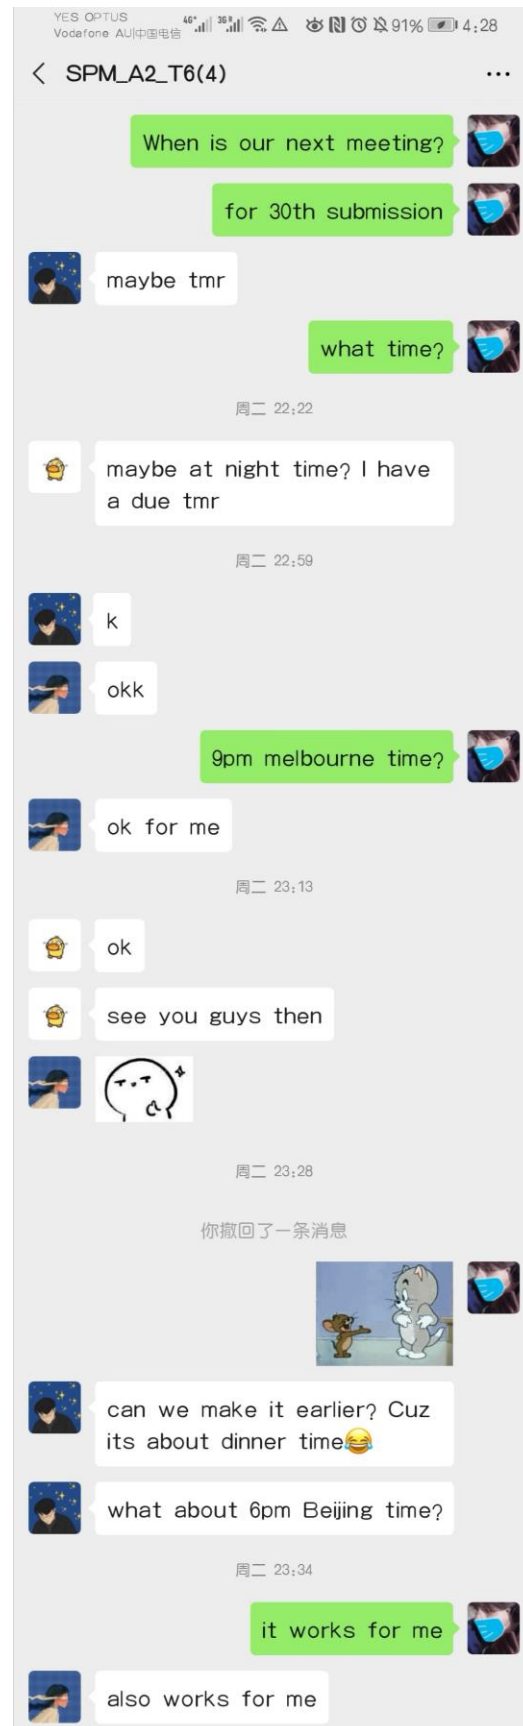 YES OPTUS
Vodafone AU|中国电信 4G 3G 91% 4:28
SPM_A2_T6(4)
When is our next meeting?
for 30th submission
maybe tmr
what time?
周二 22:22
maybe at night time? I have
a due tmr
周二 22:59
k
okk
9pm melbourne time?
ok for me
周二 23:13
ok
see you guys then
周二 23:28
你撤回了一条消息
can we make it earlier? Cuz
its about dinner time😂
what about 6pm Beijing time?
周二 23:34
it works for me
also works for me